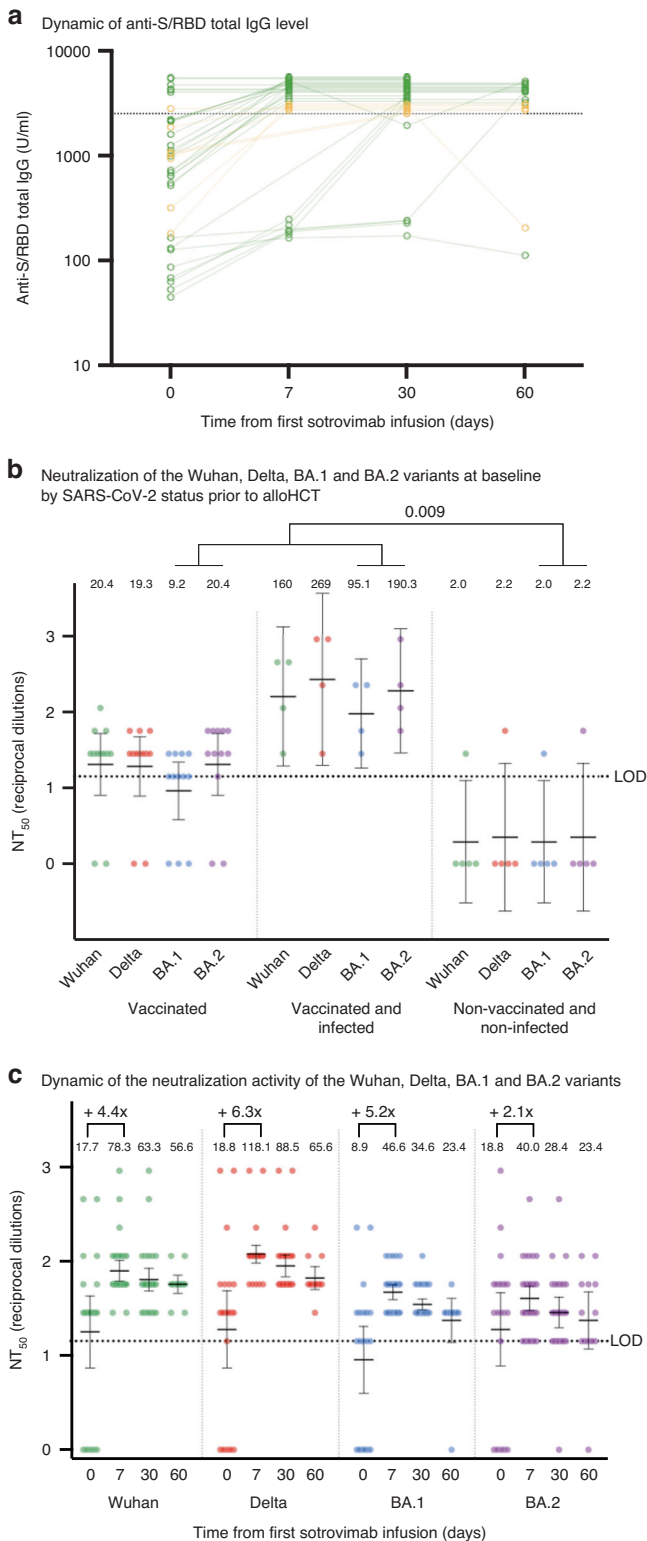 a Dynamic of anti-S/RBD total IgG level
10000
1000
100
10
Anti-S/RBD total IgG (U/ml)
0 7 30 60
Time from first sotrovimab infusion (days)
b Neutralization of the Wuhan, Delta, BA.1 and BA.2 variants at baseline
by SARS-CoV-2 status prior to alloHCT
0.009
20.4 19.3 9.2 20.4 160 269 95.1 190.3 2.0 2.2 2.0 2.2
3
2
1
0
NT50 (reciprocal dilutions)
LOD
Wuhan Delta BA.1 BA.2 Wuhan Delta BA.1 BA.2 Wuhan Delta BA.1 BA.2
Vaccinated Vaccinated and Non-vaccinated and
infected non-infected
c Dynamic of the neutralization activity of the Wuhan, Delta, BA.1 and BA.2 variants
+ 4.4x + 6.3x + 5.2x + 2.1x
17.7 78.3 63.3 56.6 18.8 118.1 88.5 65.6 8.9 46.6 34.6 23.4 18.8 40.0 28.4 23.4
3
2
1
0
NT50 (reciprocal dilutions)
LOD
0 7 30 60 0 7 30 60 0 7 30 60 0 7 30 60
Wuhan Delta BA.1 BA.2
Time from first sotrovimab infusion (days)